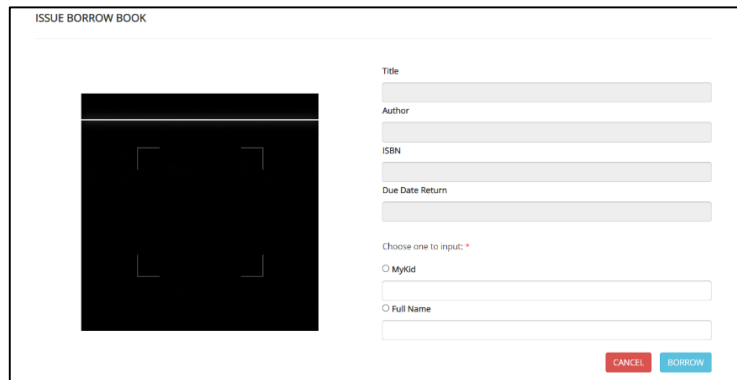 ISSUE BORROW BOOK
Title
Author
ISBN
Due Date Return
Choose one to input: *
MyKid
Full Name
CANCEL BORROW